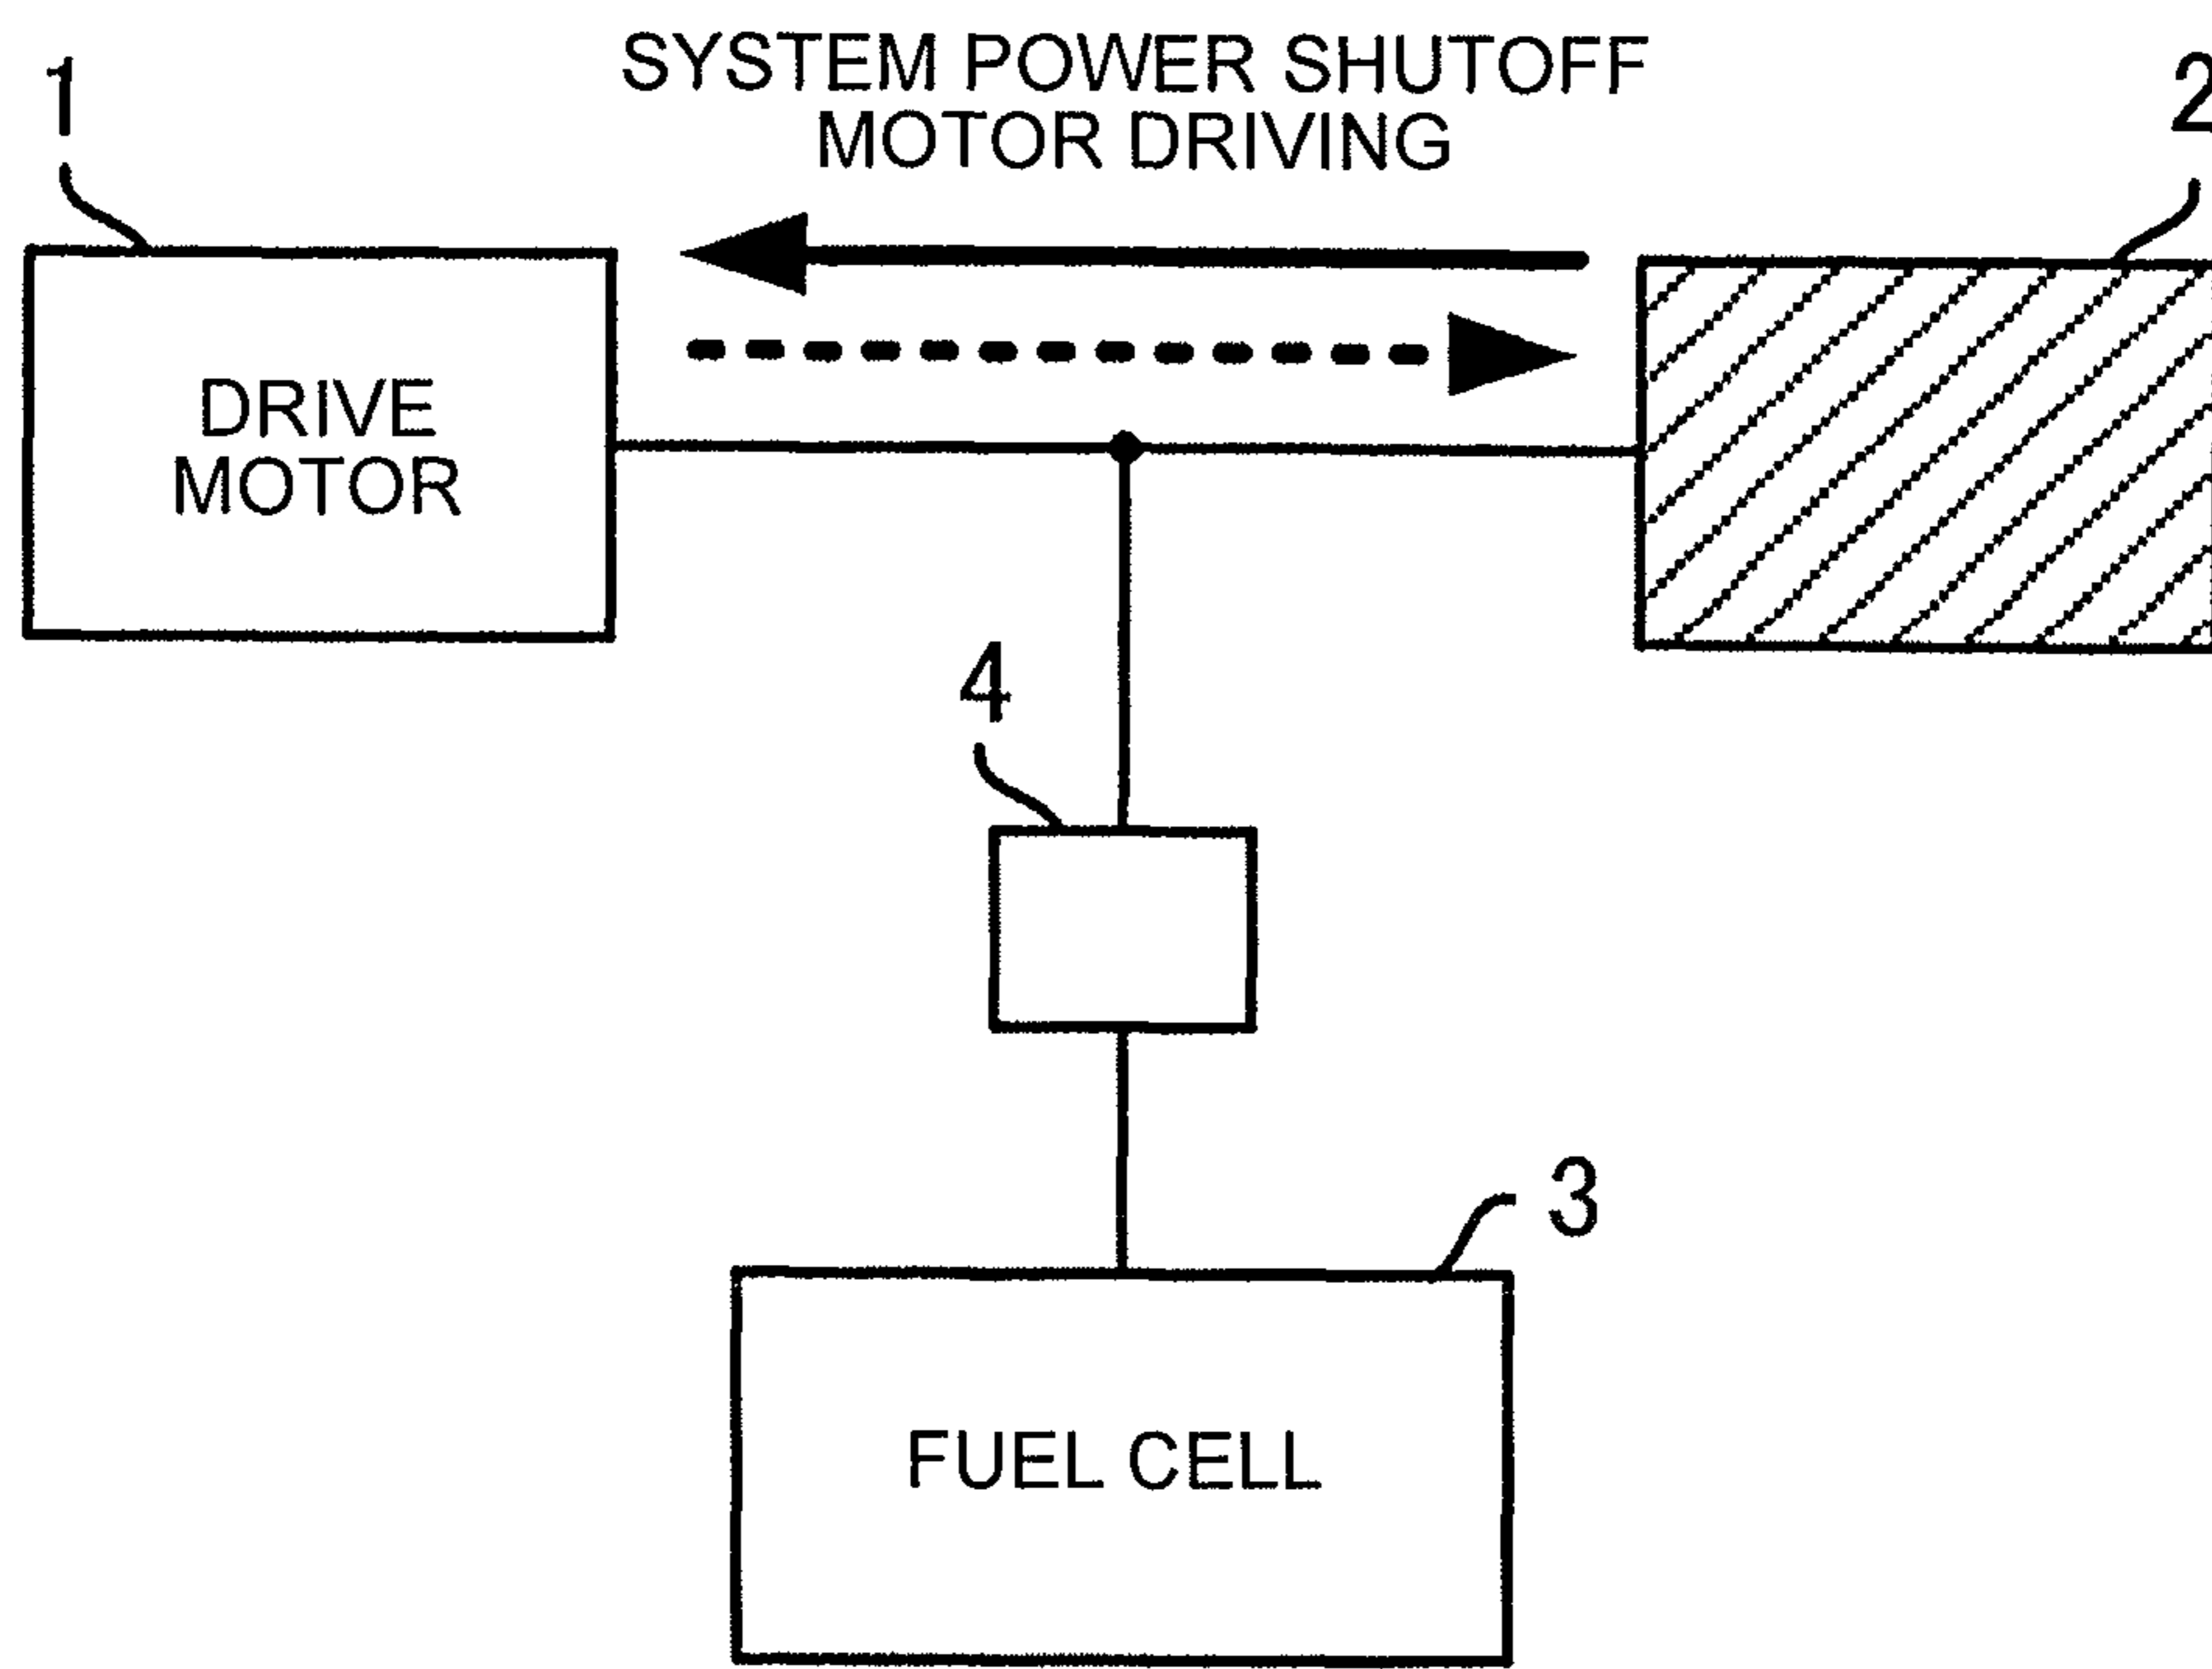 SYSTEM POWER SHUTOFF
MOTOR DRIVING
1
2
DRIVE
MOTOR
4
3
FUEL CELL